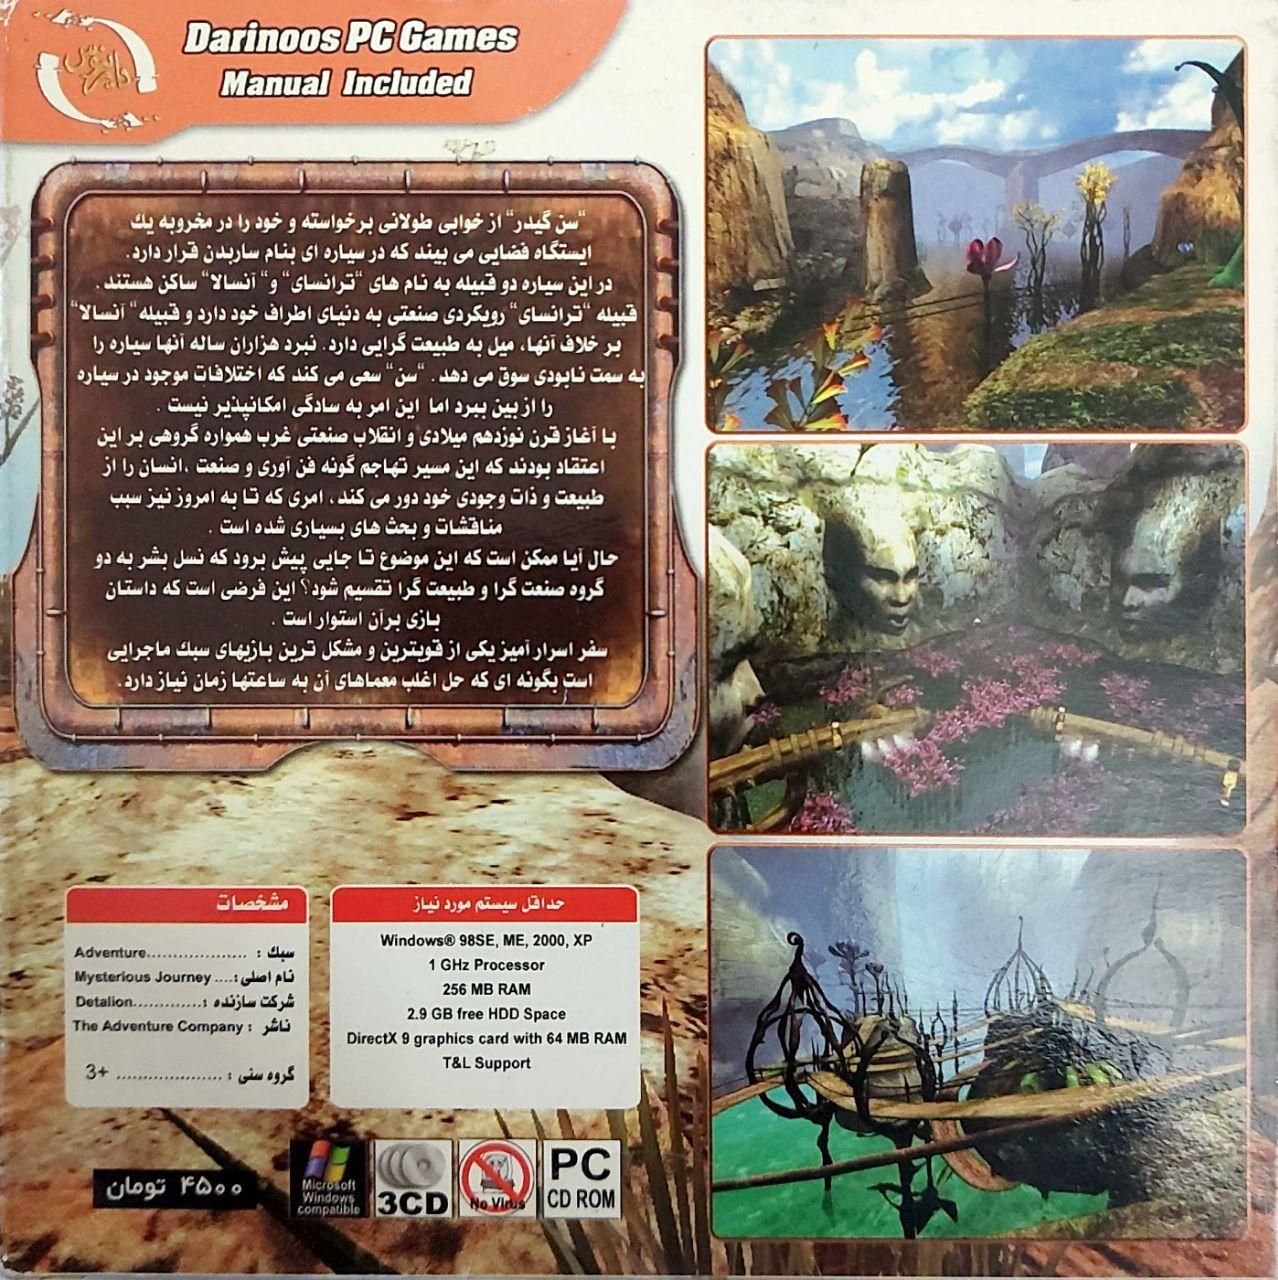 Darinoos PC Games
Manual Included
دارینوس
"سن گیدر" از خوابی طولانی برخواسته و خود را در مخروبه یك
ایستگاه فضایی می بیند که در سیاره ای بنام ساربدن قرار دارد.
در این سیاره دو قبیله به نام های "ترانسای" و" آنسالا" ساکن هستند .
قبیله "ترانسای" رویکردی صنعتی به دنیای اطراف خود دارد و قبیله" آنسالا"
بر خلاف آنها، میل به طبیعت گرایی دارد. نبرد هزاران ساله آنها سیاره را
به سمت نابودی سوق می دهد . "سن" سعی می کند که اختلافات موجود در سیاره
را از بین ببرد اما این امر به سادگی امکانپذیر نیست .
با آغاز قرن نوزدهم میلادی و انقلاب صنعتی غرب همواره گروهی بر این
اعتقاد بودند که این مسیر تهاجم گونه فن آوری و صنعت ،انسان را از
طبیعت و ذات وجودی خود دور می کند، امری که تا به امروز نیز سبب
مناقشات و بحث های بسیاری شده است .
حال آیا ممکن است که این موضوع تا جایی پیش برود که نسل بشر به دو
گروه صنعت گرا و طبیعت گرا تقسیم شود؟ این فرضی است که داستان
بازی برآن استوار است .
سفر اسرار آمیز یکی از قویترین و مشکل ترین بازیهای سبك ماجرایی
است بگونه ای که حل اغلب معماهای آن به ساعتها زمان نیاز دارد.
مشخصات
سبك : ...................Adventure
نام اصلی: ....Mysterious Journey
شرکت سازنده : .............Detalion
ناشر : The Adventure Company
گروه سنی : .................... 3+
حداقل سیستم مورد نیاز
Windows® 98SE, ME, 2000, XP
1 GHz Processor
256 MB RAM
2.9 GB free HDD Space
DirectX 9 graphics card with 64 MB RAM
T&L Support
۴۵۰۰ تومان
Microsoft
Windows
compatible
3CD
No Virus
PC
CD ROM